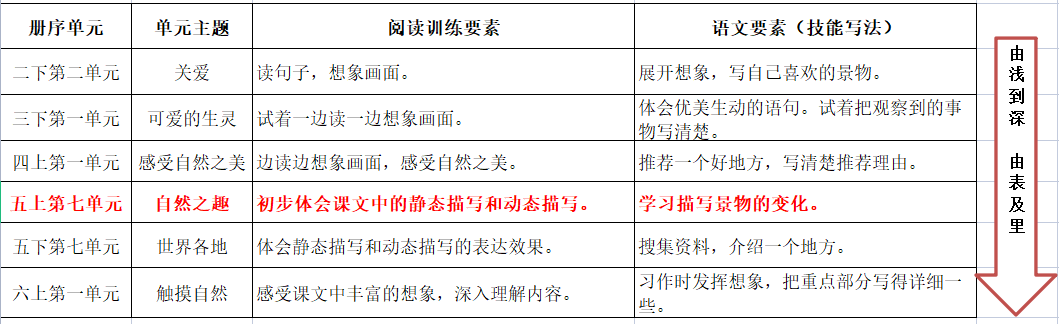 册序单元 单元主题 阅读训练要素 语文要素（技能写法）
二下第二单元 关爱 读句子，想象画面。 展开想象，写自己喜欢的景物。
三下第一单元 可爱的生灵 试着一边读一边想象画面。 体会优美生动的语句。试着把观察到的事
物写清楚。
四上第一单元 感受自然之美 边读边想象画面，感受自然之美。 推荐一个好地方，写清楚推荐理由。
五上第七单元 自然之趣 初步体会课文中的静态描写和动态描写。 学习描写景物的变化。
五下第七单元 世界各地 体会静态描写和动态描写的表达效果。 搜集资料，介绍一个地方。
六上第一单元 触摸自然 感受课文中丰富的想象，深入理解内容。 习作时发挥想象，把重点部分写得详细一
些。
由浅到深 由表及里